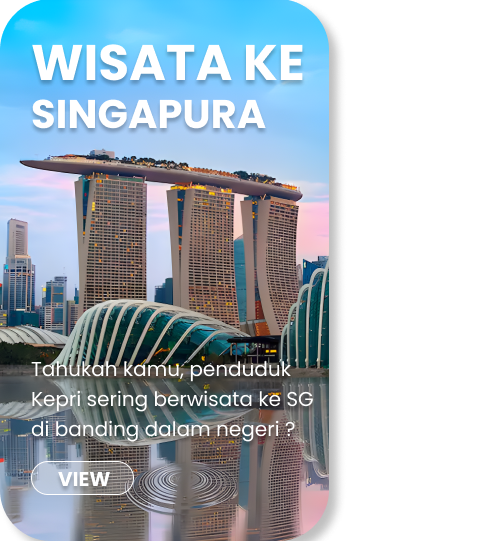 WISATA KE
SINGAPURA
Tahukah kamu, penduduk
Kepri sering berwisata ke SG
di banding dalam negeri ?
VIEW